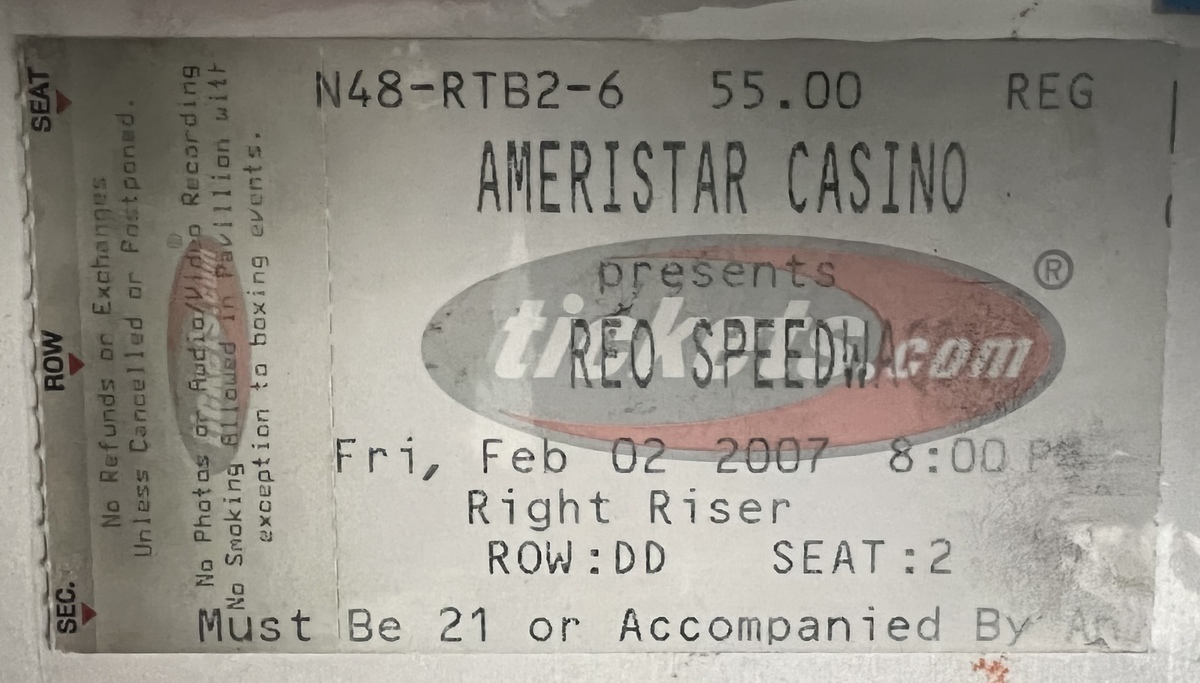 N48-RTB2-6 55.00 REG
AMERISTAR CASINO
presents
tickets.com ®
REO SPEEDWA
Fri, Feb 02 2007 8:00 P
Right Riser
ROW:DD SEAT:2
Must Be 21 or Accompanied By
SEAT
ROW
SEC.
No Refunds or Exchanges
Unless Cancelled or Postponed.
No Photos or Audio/Video Recording
No Smoking Allowed in Pavillion with
exception to boxing events.
tickets.com ®